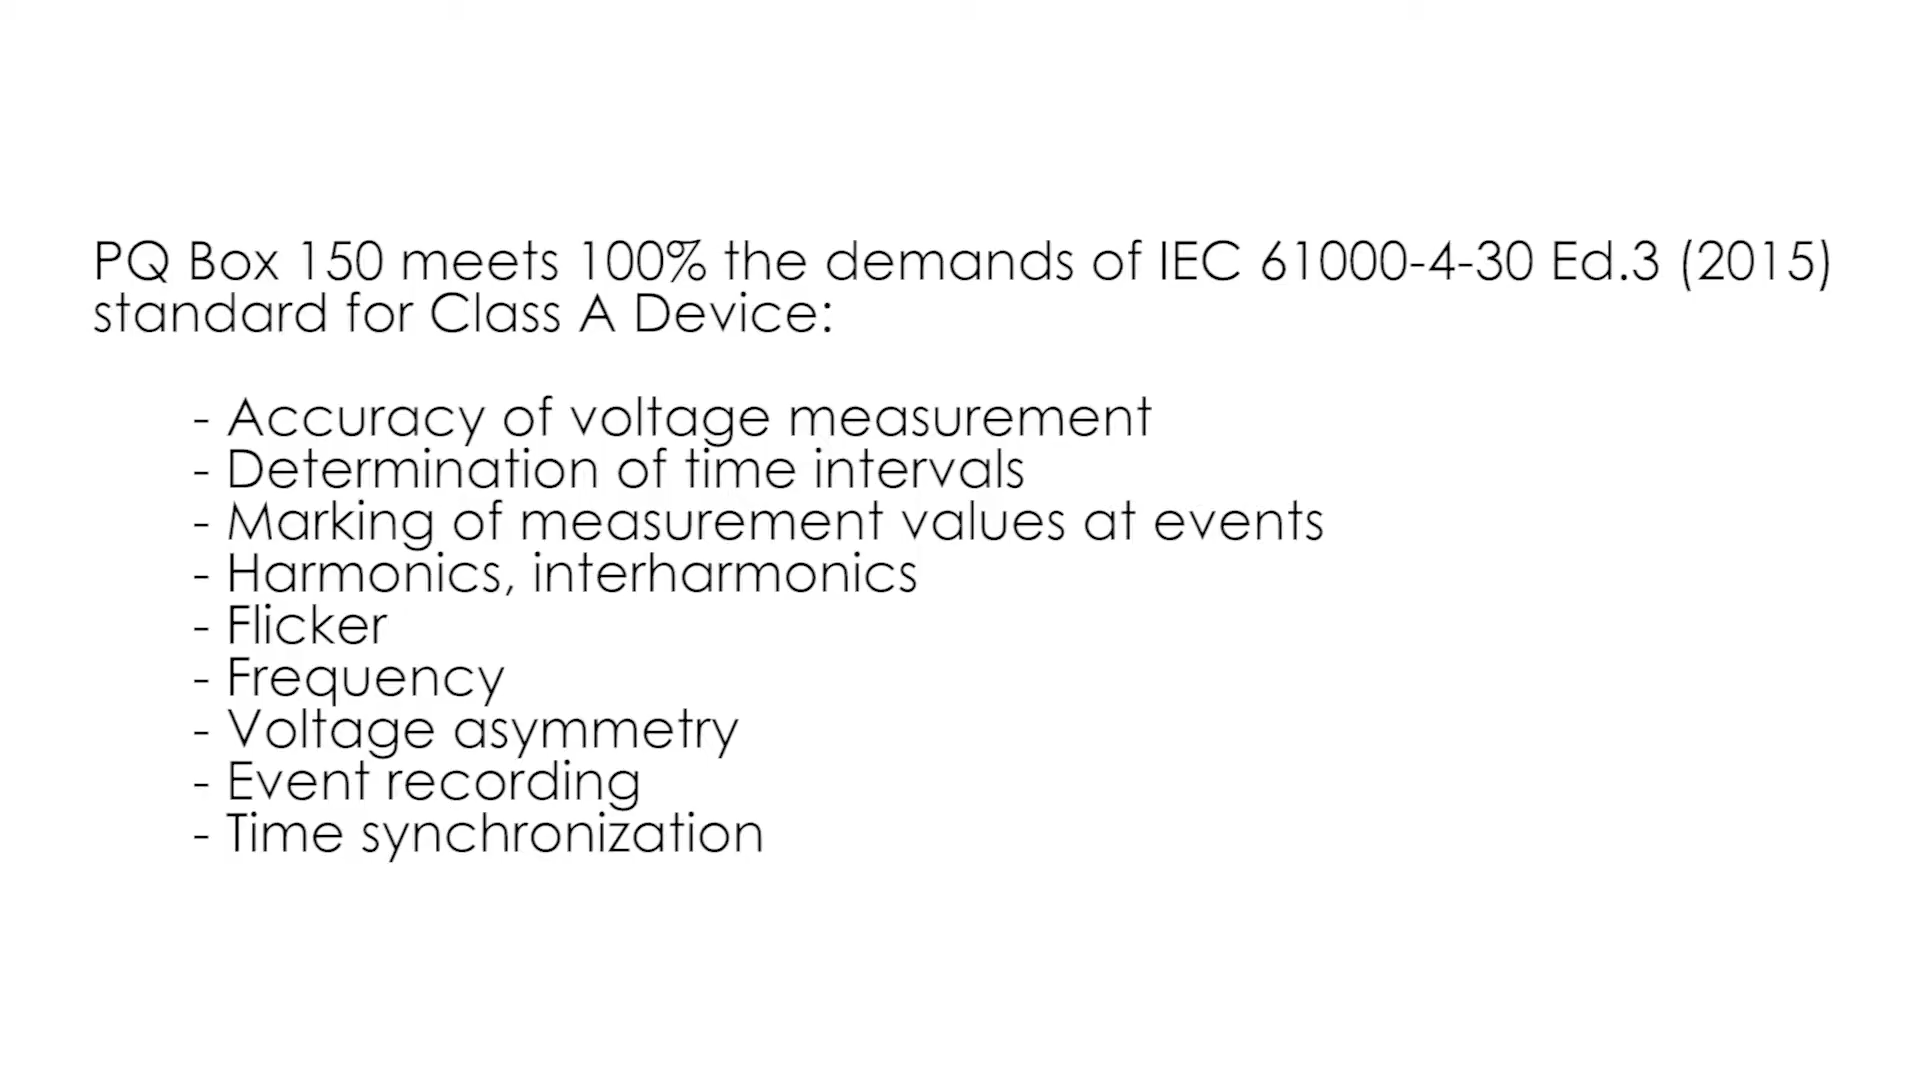 PQ Box 150 meets 100% the demands of IEC 61000-4-30 Ed.3 (2015)
standard for Class A Device:
- Accuracy of voltage measurement
- Determination of time intervals
- Marking of measurement values at events
- Harmonics, interharmonics
- Flicker
- Frequency
- Voltage asymmetry
- Event recording
- Time synchronization